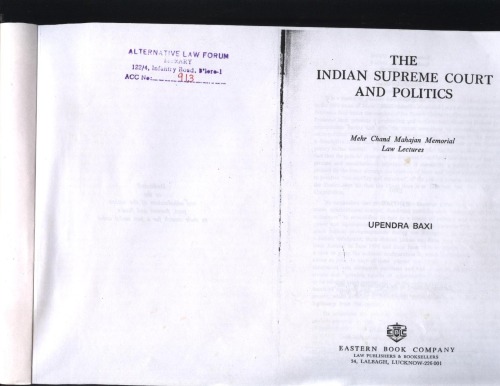 ALTERNATIVE LAW FORUM
LIBRARY
122/4, Infantry Road, B'lore-1
ACC No: 913
THE
INDIAN SUPREME COURT
AND POLITICS
Mehr Chand Mahajan Memorial
Law Lectures
UPENDRA BAXI
EBC
EASTERN BOOK COMPANY
LAW PUBLISHERS & BOOKSELLERS
34, LALBAGH, LUCKNOW-226 001